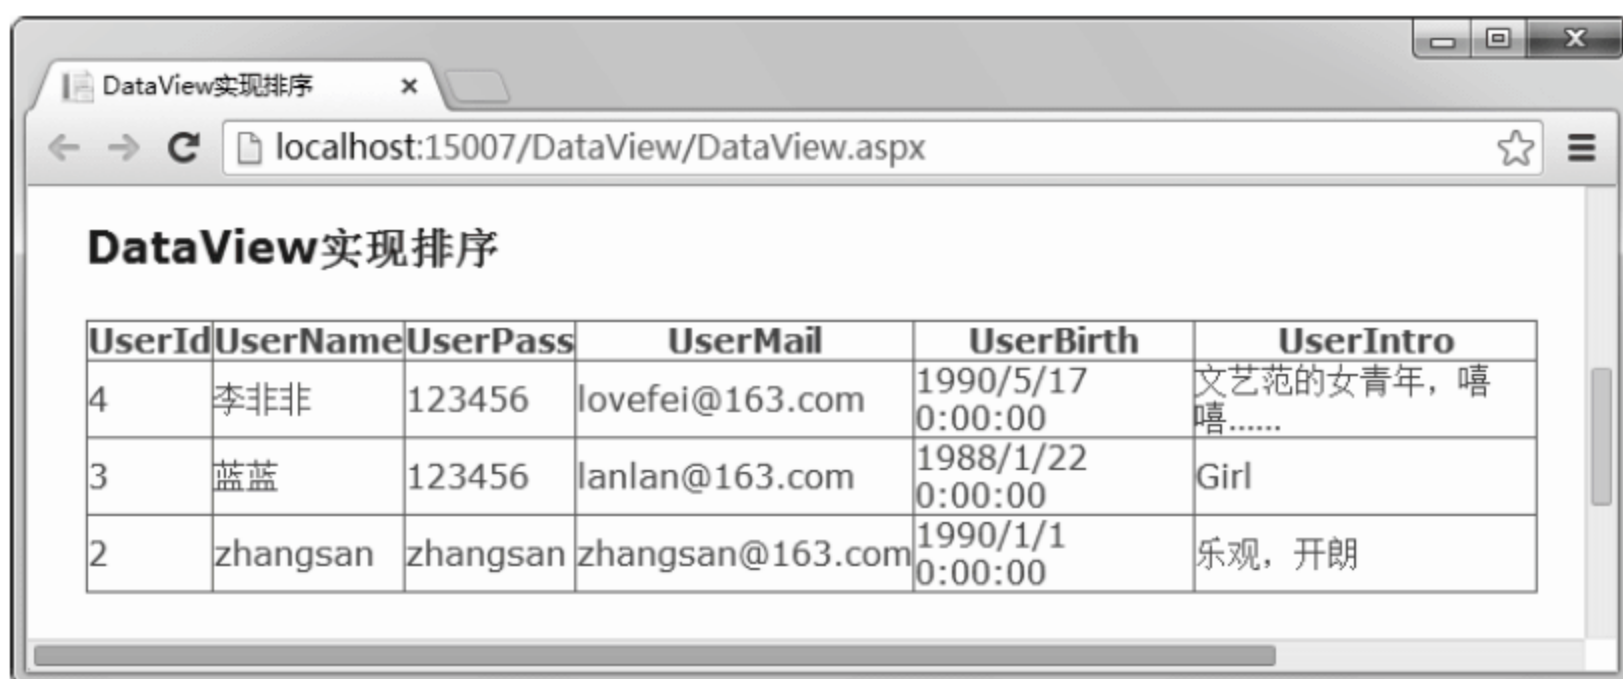 DataView实现排序
localhost:15007/DataView/DataView.aspx
DataView实现排序
UserId UserName UserPass UserMail UserBirth UserIntro
4 李非非 123456 lovefei@163.com 1990/5/17 0:00:00 文艺范的女青年，嘻嘻......
3 蓝蓝 123456 lanlan@163.com 1988/1/22 0:00:00 Girl
2 zhangsan zhangsan zhangsan@163.com 1990/1/1 0:00:00 乐观，开朗